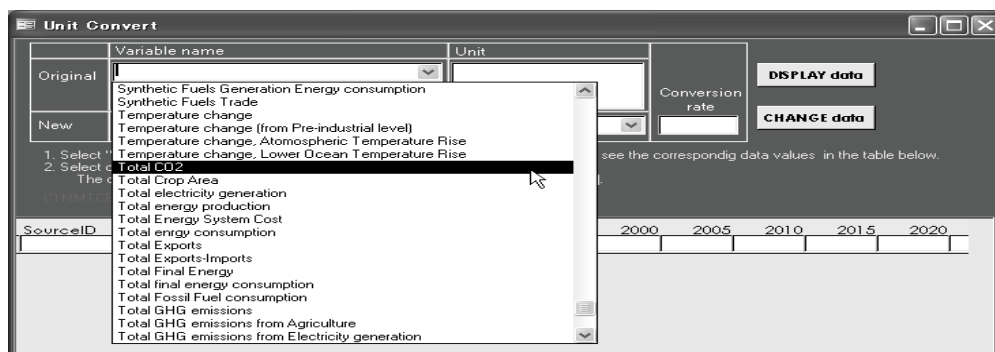 Unit Convert
Variable name Unit
Original
Conversion rate
DISPLAY data
New
CHANGE data
Synthetic Fuels Generation Energy consumption
Synthetic Fuels Trade
Temperature change
Temperature change (from Pre-industrial level)
Temperature change, Atomospheric Temperature Rise
Temperature change, Lower Ocean Temperature Rise
Total CO2
Total Crop Area
Total electricity generation
Total energy production
Total Energy System Cost
Total enrgy consumption
Total Exports
Total Exports-Imports
Total Final Energy
Total final energy consumption
Total Fossil Fuel consumption
Total GHG emissions
Total GHG emissions from Agriculture
Total GHG emissions from Electricity generation
1. Select " see the correspondig data values in the table below.
2. Select
The
(*) MMTCE
SourceID 2000 2005 2010 2015 2020